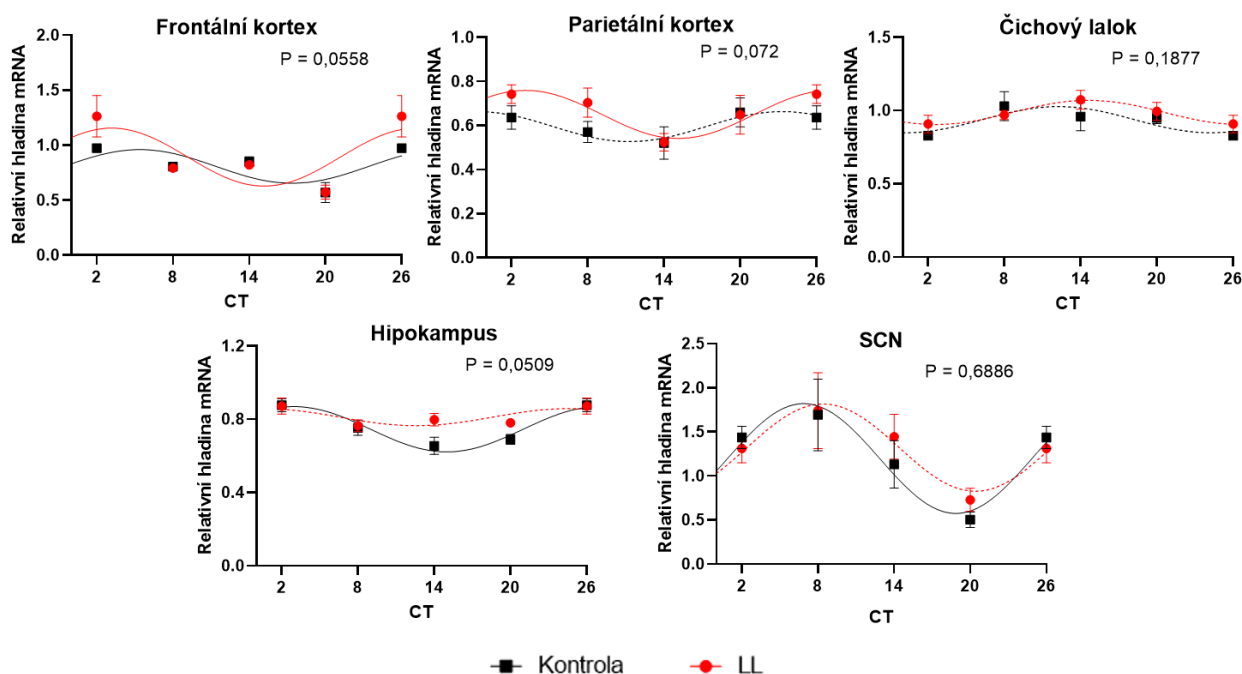 Frontální kortex
P = 0,0558
Relativní hladina mRNA
2.0
1.5
1.0
0.5
0.0
2 8 14 20 26
CT
Parietální kortex
P = 0,072
Relativní hladina mRNA
1.0
0.8
0.6
0.4
0.2
0.0
2 8 14 20 26
CT
Čichový lalok
P = 0,1877
Relativní hladina mRNA
1.5
1.0
0.5
0.0
2 8 14 20 26
CT
Hipokampus
P = 0,0509
Relativní hladina mRNA
1.2
0.8
0.4
0.0
2 8 14 20 26
CT
SCN
P = 0,6886
Relativní hladina mRNA
2.5
2.0
1.5
1.0
0.5
0.0
2 8 14 20 26
CT
Kontrola LL